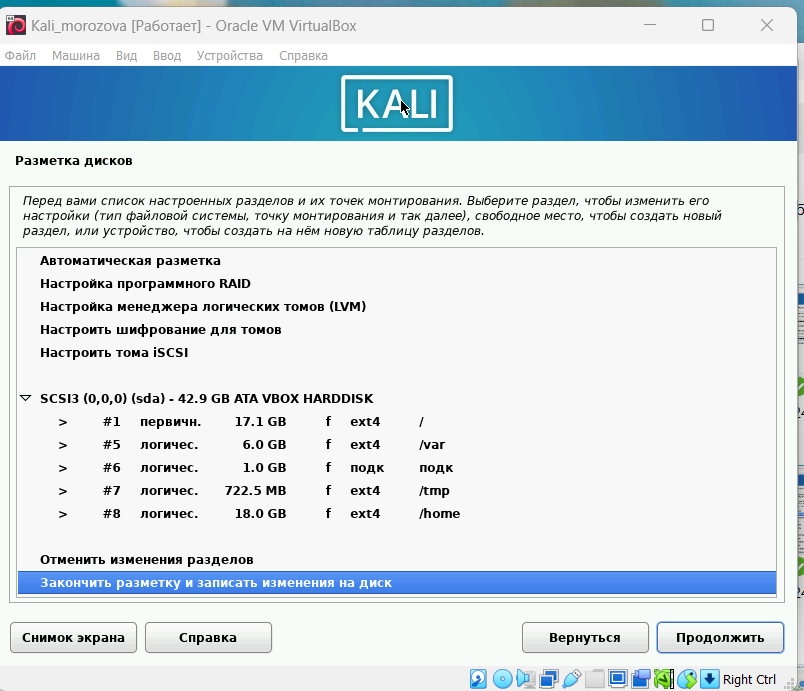 Kali_morozova [Работает] - Oracle VM VirtualBox
Файл Машина Вид Ввод Устройства Справка
KALI
Разметка дисков
Перед вами список настроенных разделов и их точек монтирования. Выберите раздел, чтобы изменить его
настройки (тип файловой системы, точку монтирования и так далее), свободное место, чтобы создать новый
раздел, или устройство, чтобы создать на нём новую таблицу разделов.
Автоматическая разметка
Настройка программного RAID
Настройка менеджера логических томов (LVM)
Настроить шифрование для томов
Настроить тома iSCSI
SCSI3 (0,0,0) (sda) - 42.9 GB ATA VBOX HARDDISK
> #1 первичн. 17.1 GB f ext4 /
> #5 логичес. 6.0 GB f ext4 /var
> #6 логичес. 1.0 GB f подк подк
> #7 логичес. 722.5 MB f ext4 /tmp
> #8 логичес. 18.0 GB f ext4 /home
Отменить изменения разделов
Закончить разметку и записать изменения на диск
Снимок экрана Справка Вернуться Продолжить
Right Ctrl